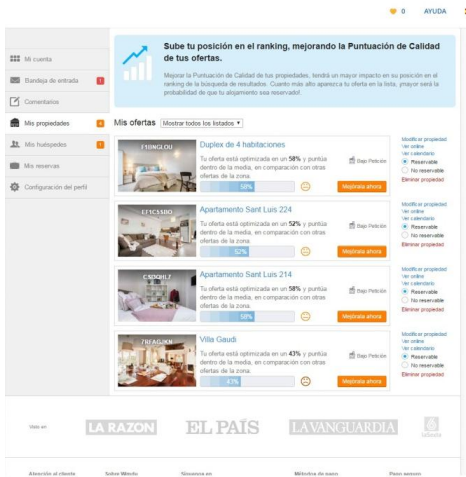 0 AYUDA
Sube tu posición en el ranking, mejorando la Puntuación de Calidad
de tus ofertas.
Mejorar la Puntuación de Calidad de tus propiedades, tendrá un mayor impacto en su posición en el
ranking de la búsqueda de resultados. Cuanto más alto aparezca tu oferta en la lista, ¡mayor será la
probabilidad de que tu alojamiento sea reservado!
Mi cuenta
Bandeja de entrada
Comentarios
Mis propiedades
Mis huéspedes
Mis reservas
Configuración del perfil
Mis ofertas Mostrar todos los listados
F10NGLOU
Duplex de 4 habitaciones
Tu oferta está optimizada en un 58% y puntúa
dentro de la media, en comparación con otras
ofertas de la zona.
58%
Bajo Petición
Mejórala ahora
Modificar propiedad
Ver online
Ver calendario
Reservable
No reservable
Eliminar propiedad
Apartamento Sant Luis 224
Tu oferta está optimizada en un 52% y puntúa
dentro de la media, en comparación con otras
ofertas de la zona.
52%
Bajo Petición
Mejórala ahora
Modificar propiedad
Ver online
Ver calendario
Reservable
No reservable
Eliminar propiedad
Apartamento Sant Luis 214
Tu oferta está optimizada en un 58% y puntúa
dentro de la media, en comparación con otras
ofertas de la zona.
58%
Bajo Petición
Mejórala ahora
Modificar propiedad
Ver online
Ver calendario
Reservable
No reservable
Eliminar propiedad
Villa Gaudi
Tu oferta está optimizada en un 43% y puntúa
dentro de la media, en comparación con otras
ofertas de la zona.
43%
Bajo Petición
Mejórala ahora
Modificar propiedad
Ver online
Ver calendario
Reservable
No reservable
Eliminar propiedad
Visto en
LA RAZON EL PAÍS LAVANGUARDIA laSexta
Atención al cliente Sobre Wimdu Síguenos en Métodos de pago Pago seguro